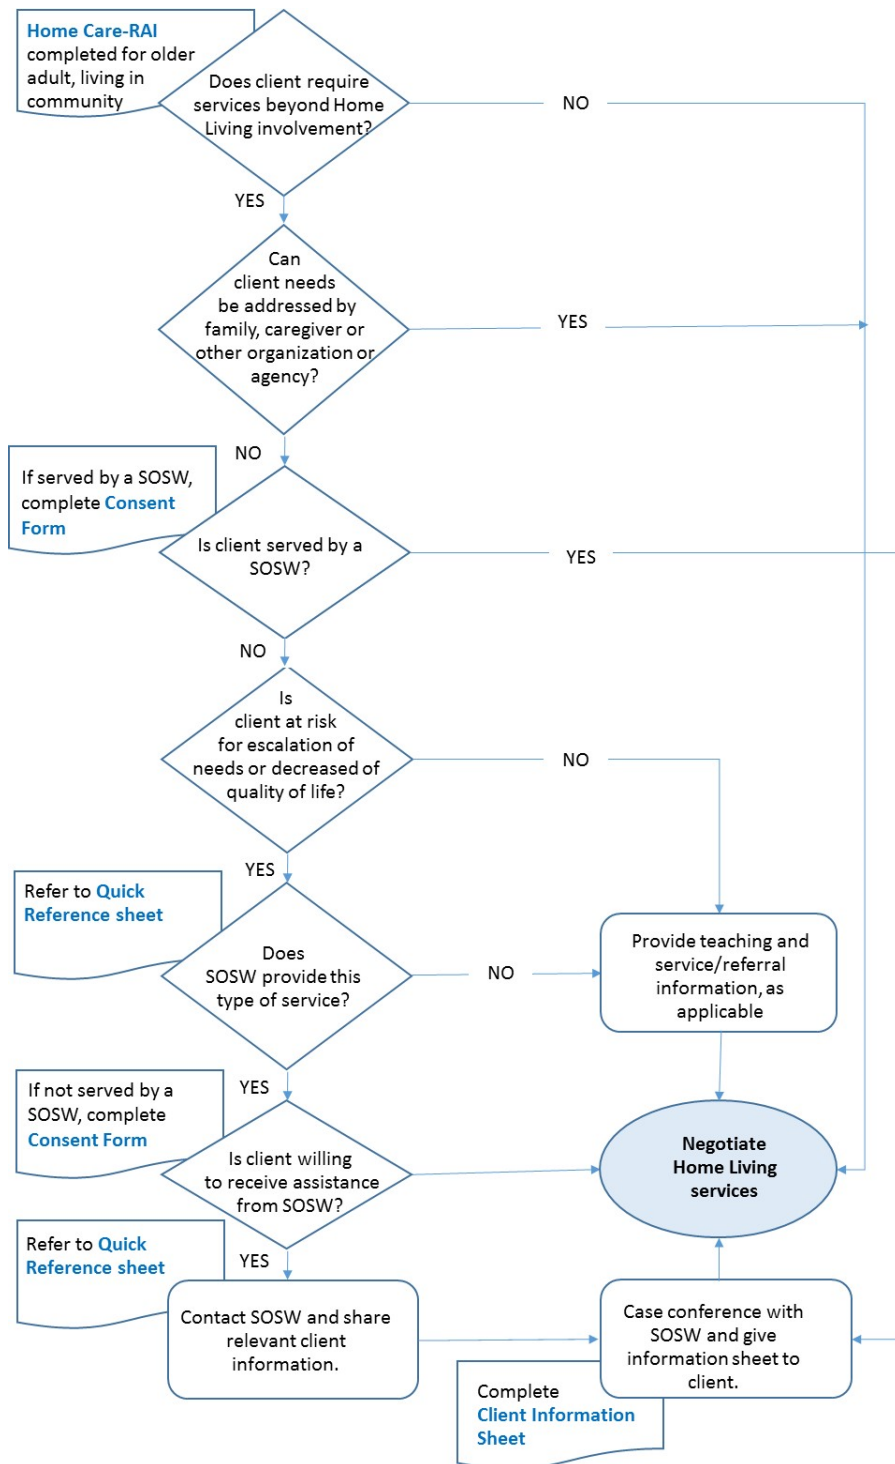 Home Care-RAI
completed for older
adult, living in
community
Does client require
services beyond Home
Living involvement?
NO
YES
Can
client needs
be addressed by
family, caregiver or
other organization or
agency?
YES
NO
If served by a SOSW,
complete Consent
Form
Is client served by a
SOSW?
YES
NO
Is
client at risk
for escalation of
needs or decreased of
quality of life?
NO
YES
Refer to Quick
Reference sheet
Does
SOSW provide this
type of service?
NO
Provide teaching and
service/referral
information, as
applicable
YES
If not served by a
SOSW, complete
Consent Form
Is client willing
to receive assistance
from SOSW?
Negotiate
Home Living
services
YES
Refer to Quick
Reference sheet
Contact SOSW and share
relevant client
information.
Case conference with
SOSW and give
information sheet to
client.
Complete
Client Information
Sheet